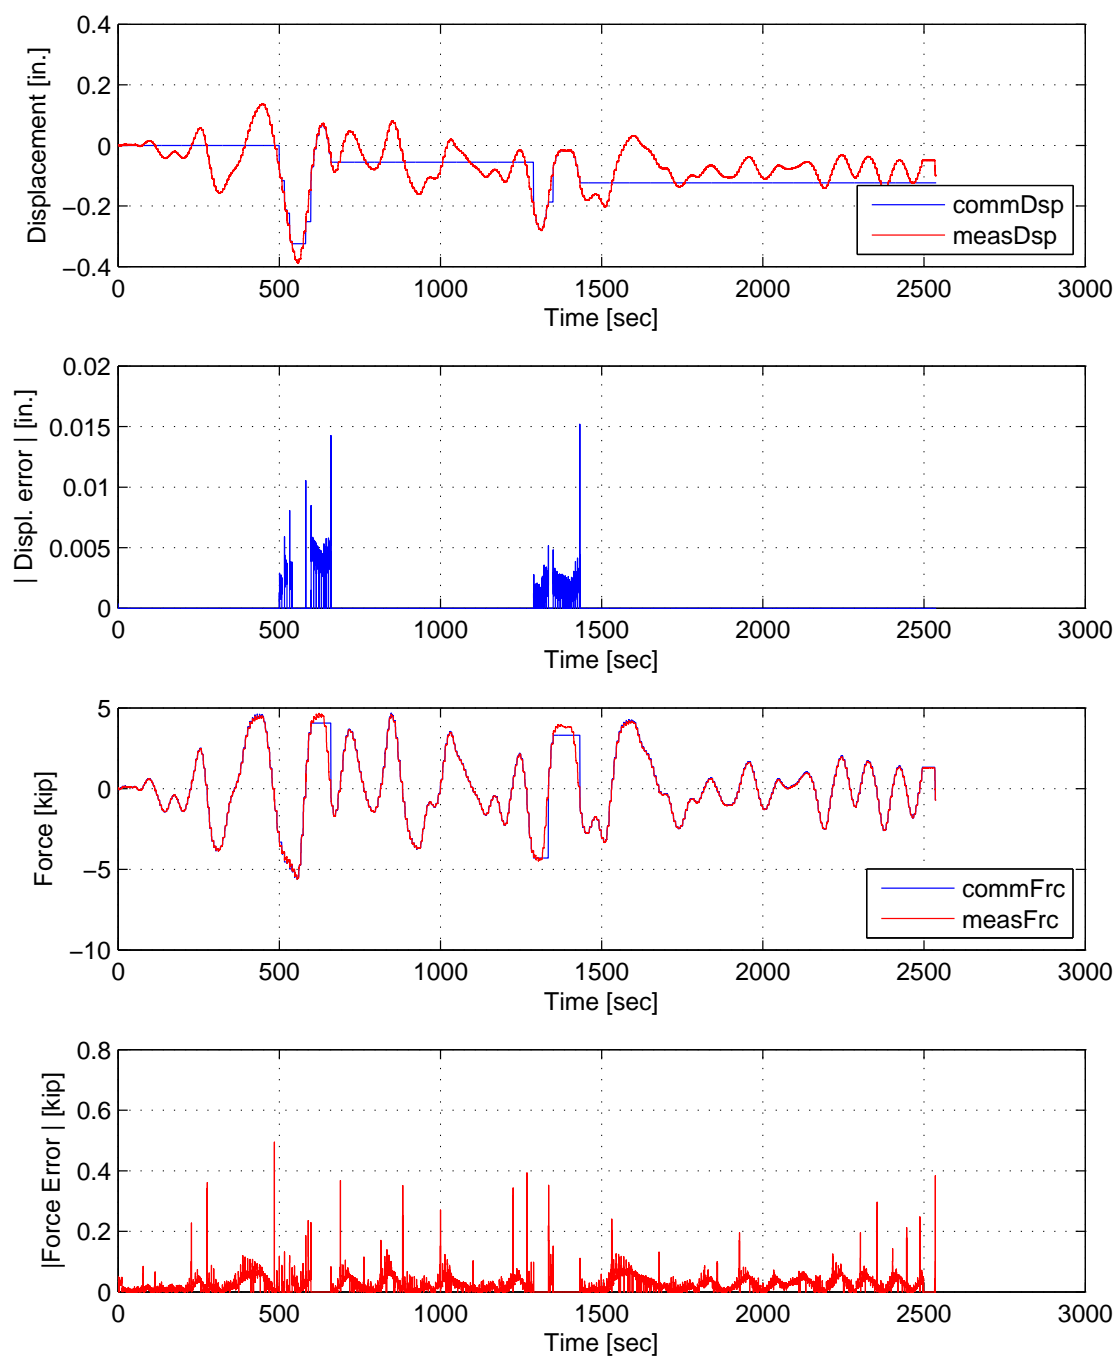 0.4
0.2
0
−0.2
−0.4
Displacement [in.]
commDsp
measDsp
0 500 1000 1500 2000 2500 3000
Time [sec]
0.02
0.015
0.01
0.005
0
| Displ. error | [in.]
0 500 1000 1500 2000 2500 3000
Time [sec]
5
0
−5
−10
Force [kip]
commFrc
measFrc
0 500 1000 1500 2000 2500 3000
Time [sec]
0.8
0.6
0.4
0.2
0
|Force Error | [kip]
0 500 1000 1500 2000 2500 3000
Time [sec]